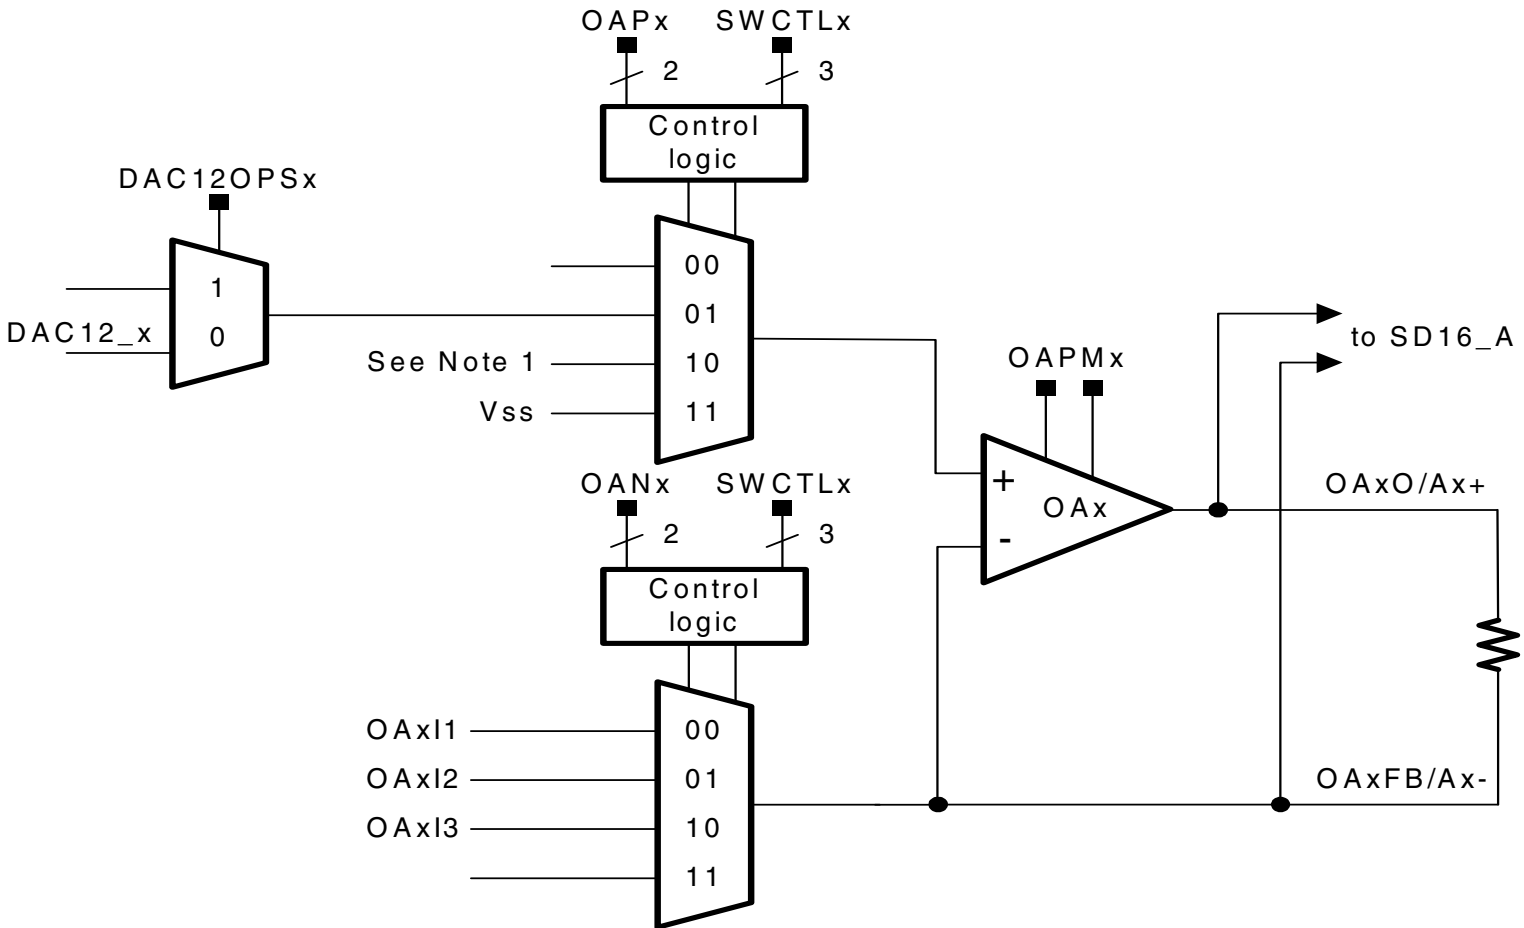 OAPx SWCTLx
2 3
Control
logic
DAC12OPSx
1
DAC12_x 0
00
01
See Note 1 10
Vss 11
to SD16_A
OAPMx
+
OAx
-
OAxO/Ax+
OANx SWCTLx
2 3
Control
logic
OAxI1 00
OAxI2 01
OAxI3 10
11
OAxFB/Ax-